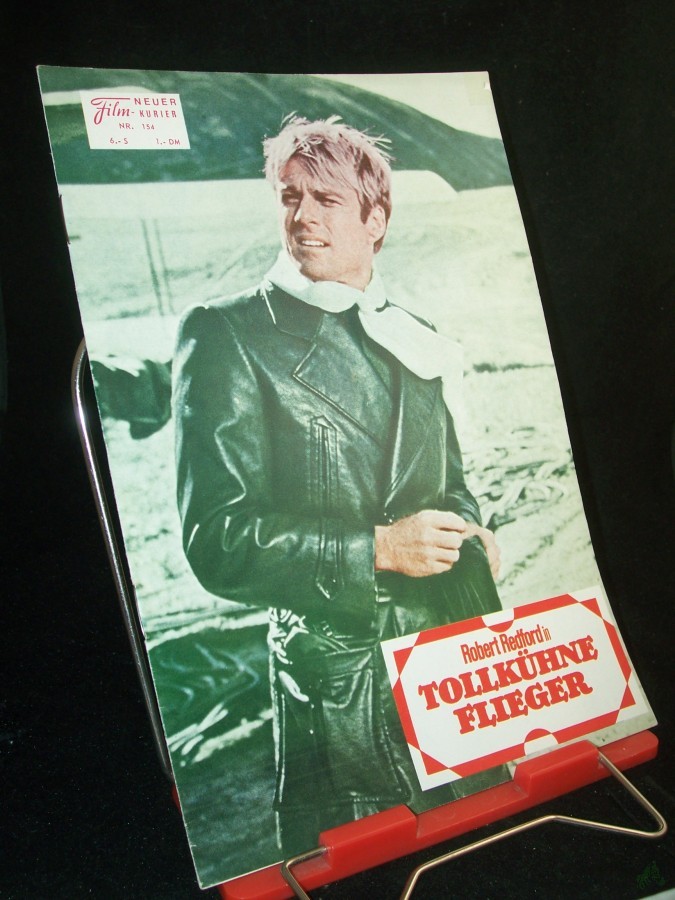 Film- NEUER
KURIER
NR. 154
6.- S 1.- DM
Robert Redford in
TOLLKÜHNE
FLIEGER